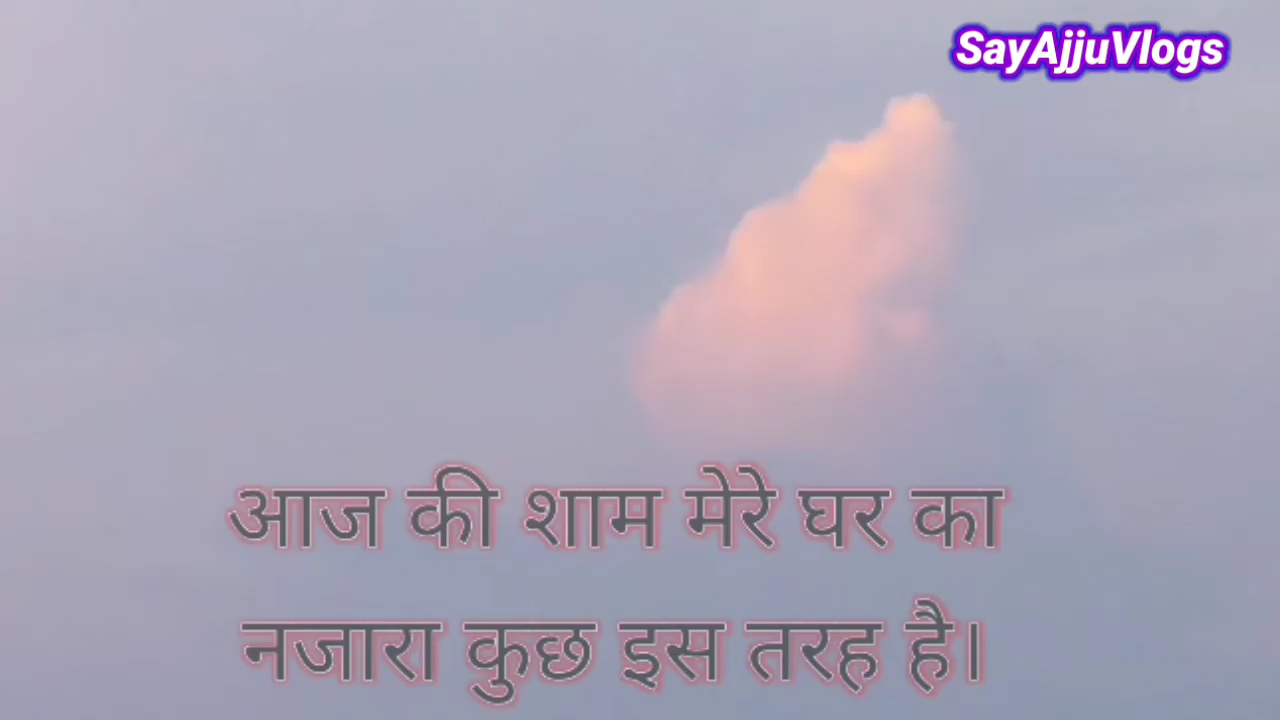 SayAjjuVlogs
आज की शाम मेरे घर का
नजारा कुछ इस तरह है।